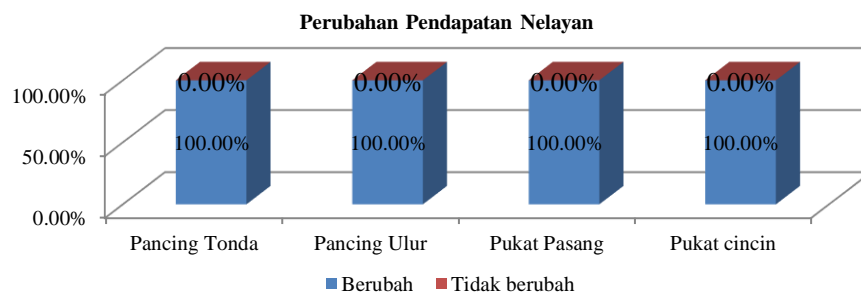 Perubahan Pendapatan Nelayan
100.00%
50.00%
0.00%
0.00% 0.00% 0.00% 0.00%
100.00% 100.00% 100.00% 100.00%
Pancing Tonda Pancing Ulur Pukat Pasang Pukat cincin
Berubah Tidak berubah